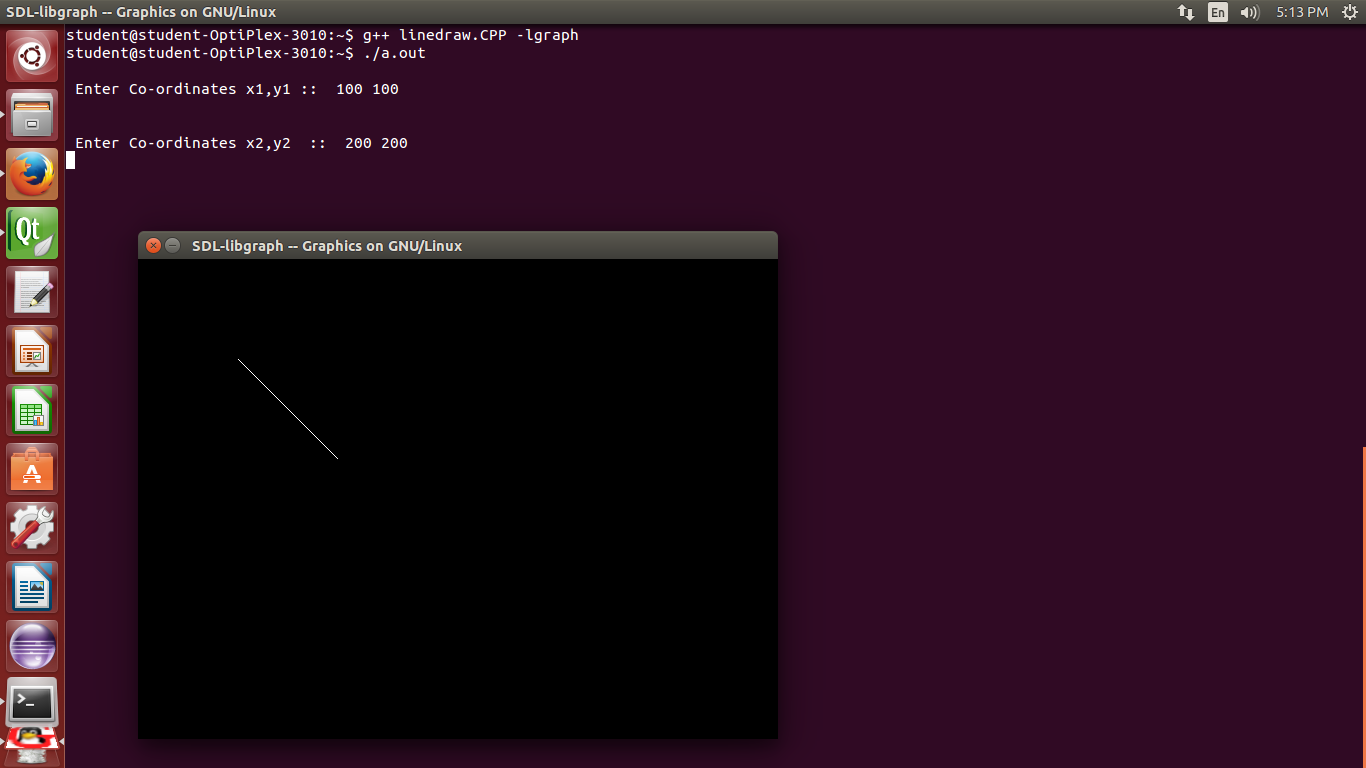 SDL-libgraph -- Graphics on GNU/Linux En 5:13 PM
student@student-OptiPlex-3010:~$ g++ linedraw.CPP -lgraph
student@student-OptiPlex-3010:~$ ./a.out
Enter Co-ordinates x1,y1 ::  100 100
Enter Co-ordinates x2,y2  ::  200 200
Qt
SDL-libgraph -- Graphics on GNU/Linux